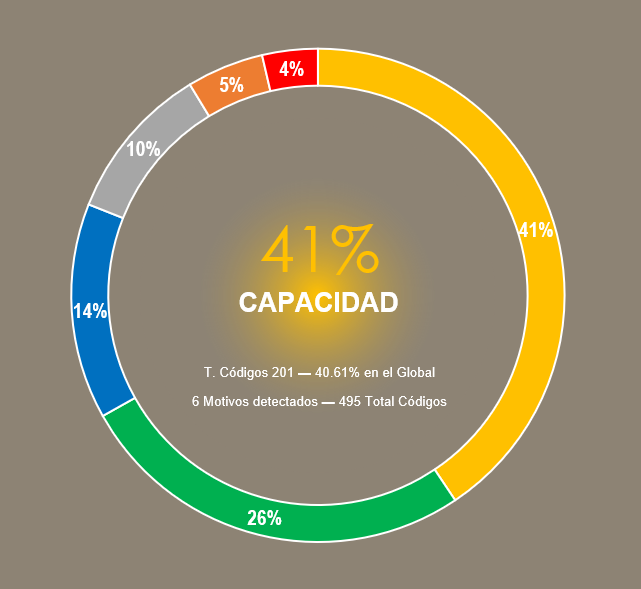 4%
5%
10%
41%
41%
CAPACIDAD
14%
T. Códigos 201 — 40.61% en el Global
6 Motivos detectados — 495 Total Códigos
26%